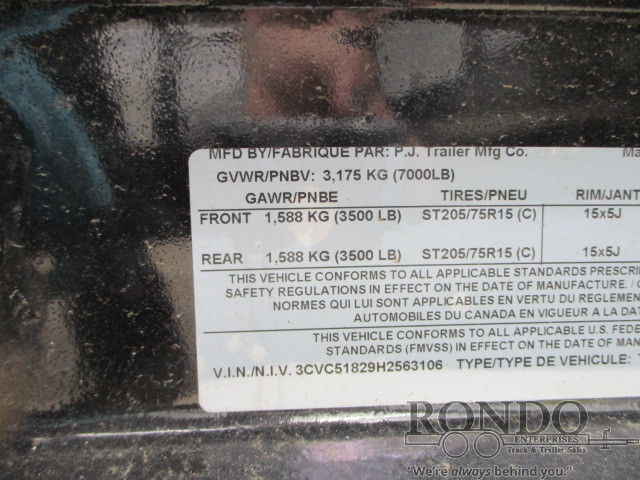 MFD BY/FABRIQUE PAR: P.J. Trailer Mfg Co. Ma
GVWR/PNBV: 3,175 KG (7000LB)
GAWR/PNBE TIRES/PNEU RIM/JANT
FRONT 1,588 KG (3500 LB) ST205/75R15 (C) 15x5J
REAR 1,588 KG (3500 LB) ST205/75R15 (C) 15x5J
THIS VEHICLE CONFORMS TO ALL APPLICABLE STANDARDS PRESCRI
SAFETY REGULATIONS IN EFFECT ON THE DATE OF MANUFACTURE. /
NORMES QUI LUI SONT APPLICABLES EN VERTU DU REGLEMEN
AUTOMOBILES DU CANADA EN VIGUEUR A LA DAT
THIS VEHICLE CONFORMS TO ALL APPLICABLE U.S. FEDE
STANDARDS (FMVSS) IN EFFECT ON THE DATE OF MAN
V.I.N./N.I.V. 3CVC51829H2563106 TYPE/TYPE DE VEHICULE:
RONDO
ENTERPRISES
Truck & Trailer Sales
"We're always behind you."